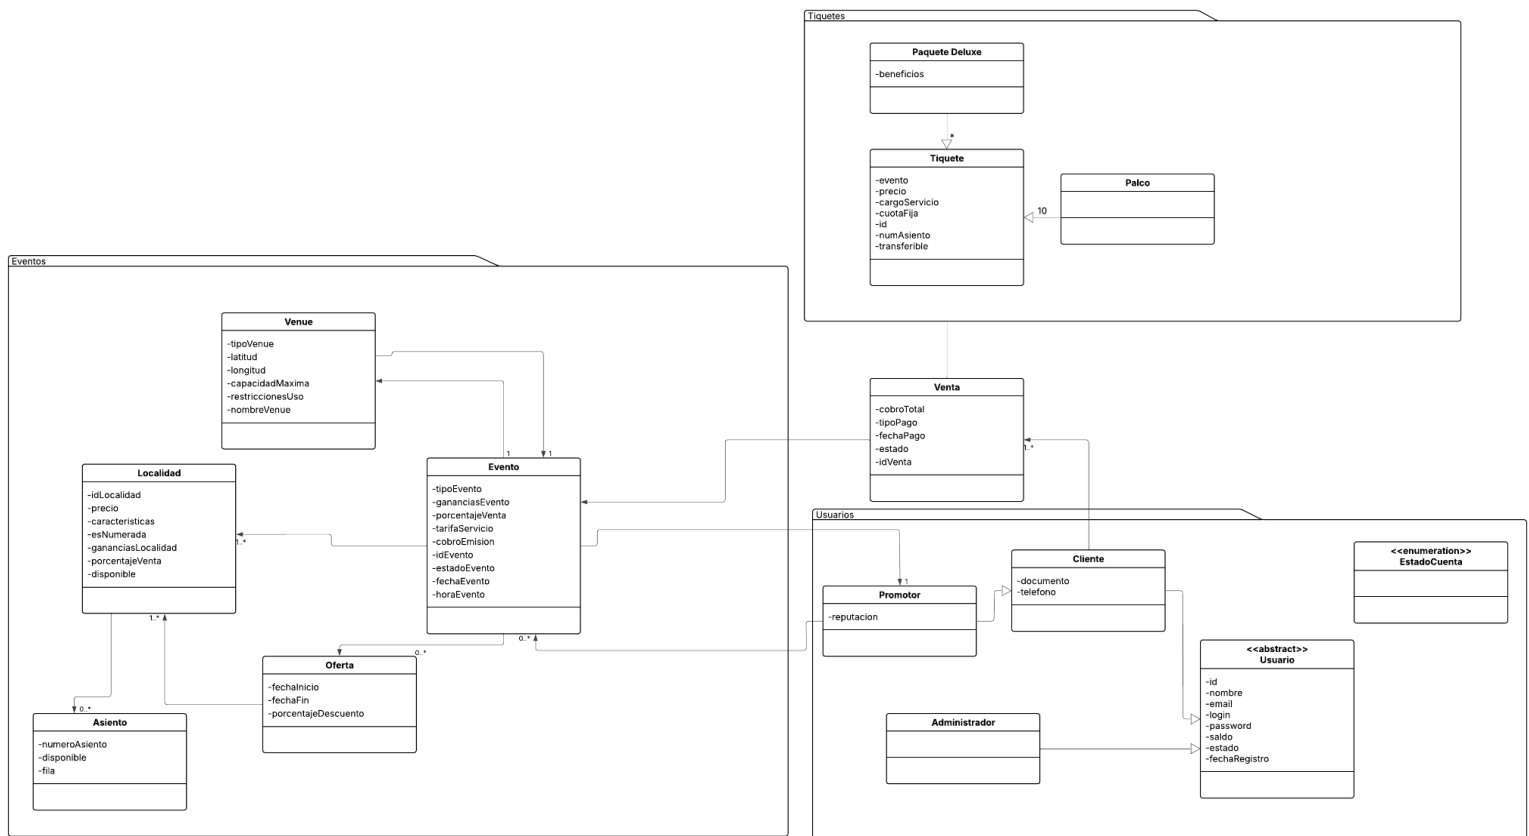 Tiquetes
Paquete Deluxe
-beneficios
*
Tiquete
-evento
-precio
-cargoServicio
-cuotaFija
-id
-numAsiento
-transferible
10
Palco
Eventos
Venue
-tipoVenue
-latitud
-longitud
-capacidadMaxima
-restriccionesUso
-nombreVenue
1
1
Localidad
-idLocalidad
-precio
-caracteristicas
-esNumerada
-gananciasLocalidad
-porcentajeVenta
-disponible
1..*
1..*
Evento
-tipoEvento
-gananciasEvento
-porcentajeVenta
-tarifaServicio
-cobroEmision
-idEvento
-estadoEvento
-fechaEvento
-horaEvento
0..*
0..*
Oferta
-fechaInicio
-fechaFin
-porcentajeDescuento
0..*
Asiento
-numeroAsiento
-disponible
-fila
Venta
-cobroTotal
-tipoPago
-fechaPago
-estado
-idVenta
1..*
Usuarios
1
Promotor
-reputacion
Cliente
-documento
-telefono
<<enumeration>>
EstadoCuenta
<<abstract>>
Usuario
-id
-nombre
-email
-login
-password
-saldo
-estado
-fechaRegistro
Administrador